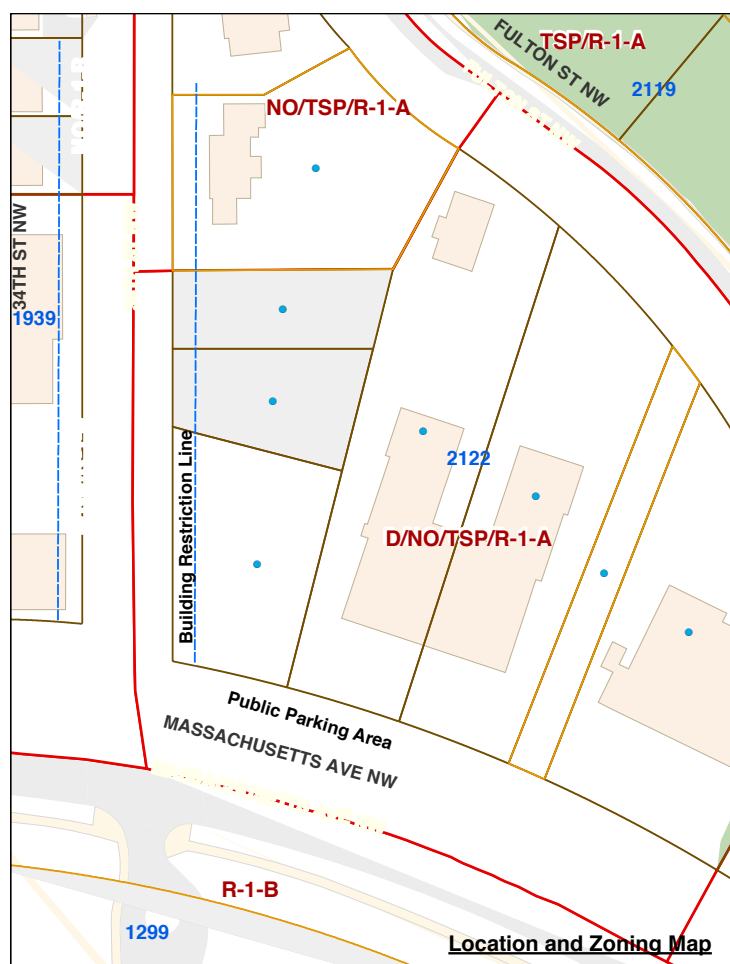 TSP/R-1-A
FULTON ST NW
2119
NO/TSP/R-1-A
34TH ST NW
1939
Building Restriction Line
2122
D/NO/TSP/R-1-A
Public Parking Area
MASSACHUSETTS AVE NW
R-1-B
1299
Location and Zoning Map